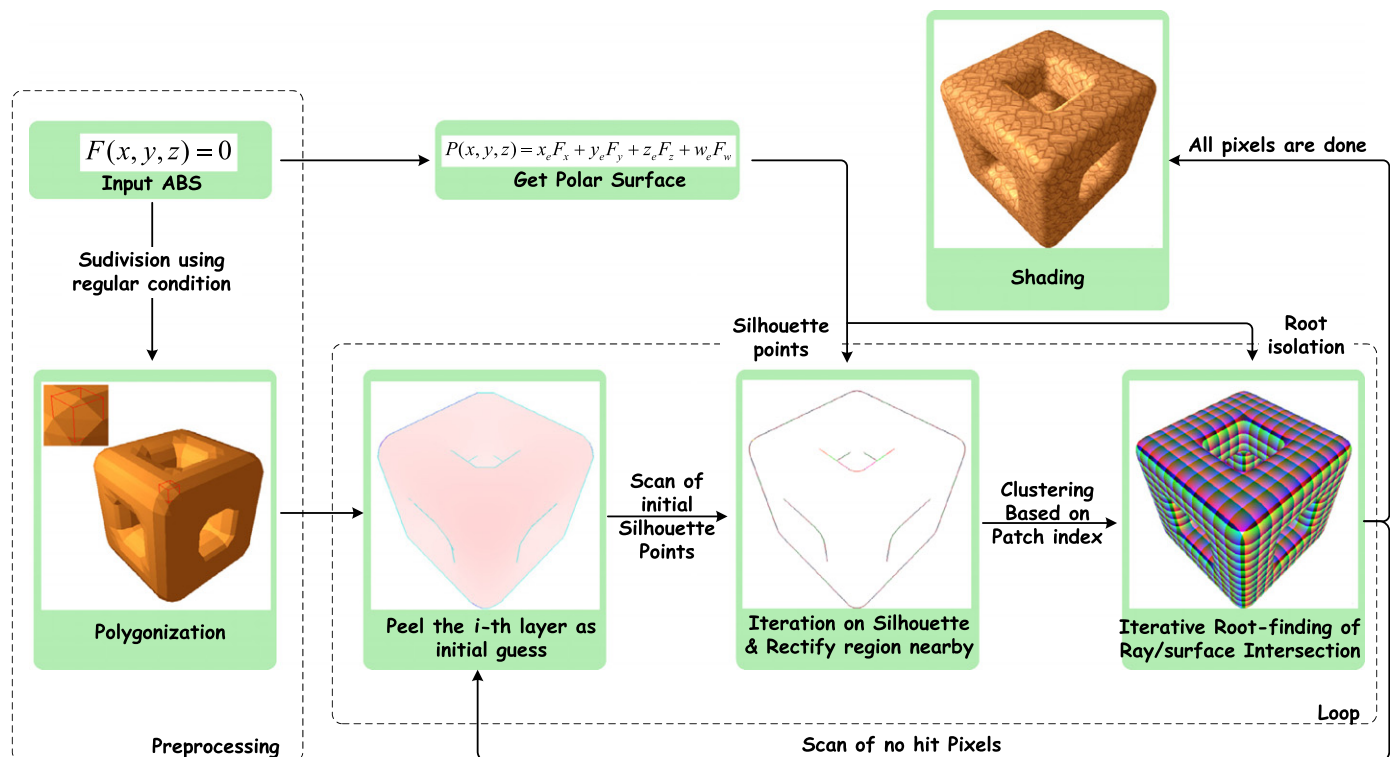 F(x, y, z) = 0
Input ABS
P(x, y, z) = x_e F_x + y_e F_y + z_e F_z + w_e F_w
Get Polar Surface
All pixels are done
Shading
Sudivision using
regular condition
Silhouette
points
Root
isolation
Polygonization
Peel the i-th layer as
initial guess
Scan of
initial
Silhouette
Points
Iteration on Silhouette
& Rectify region nearby
Clustering
Based on
Patch index
Iterative Root-finding of
Ray/surface Intersection
Loop
Preprocessing
Scan of no hit Pixels